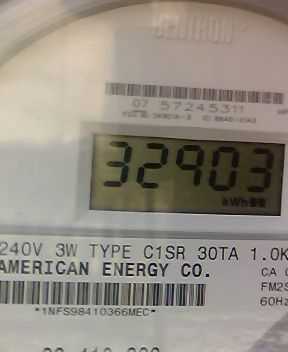 CENTRON®
07 57245311
32903
kWh
240V 3W TYPE C1SR 30TA 1.0K
AMERICAN ENERGY CO.
CA
FM2S
60Hz
*1NFS98410366MEC*